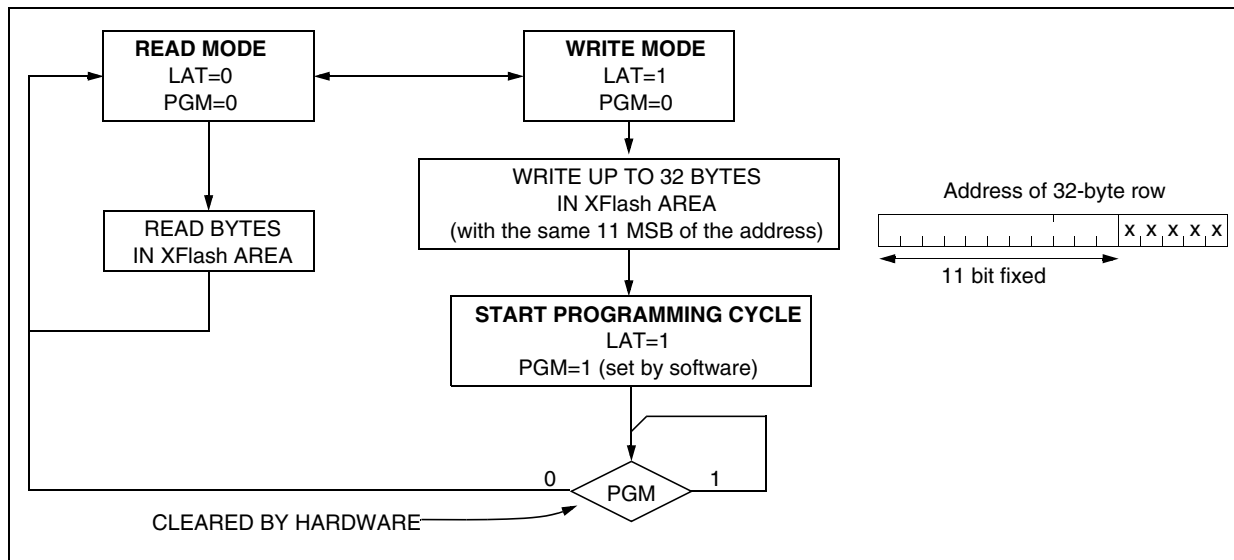 READ MODE
LAT=0
PGM=0
WRITE MODE
LAT=1
PGM=0
READ BYTES
IN XFlash AREA
WRITE UP TO 32 BYTES
IN XFlash AREA
(with the same 11 MSB of the address)
Address of 32-byte row
x x x x x
11 bit fixed
START PROGRAMMING CYCLE
LAT=1
PGM=1 (set by software)
0
1
PGM
CLEARED BY HARDWARE